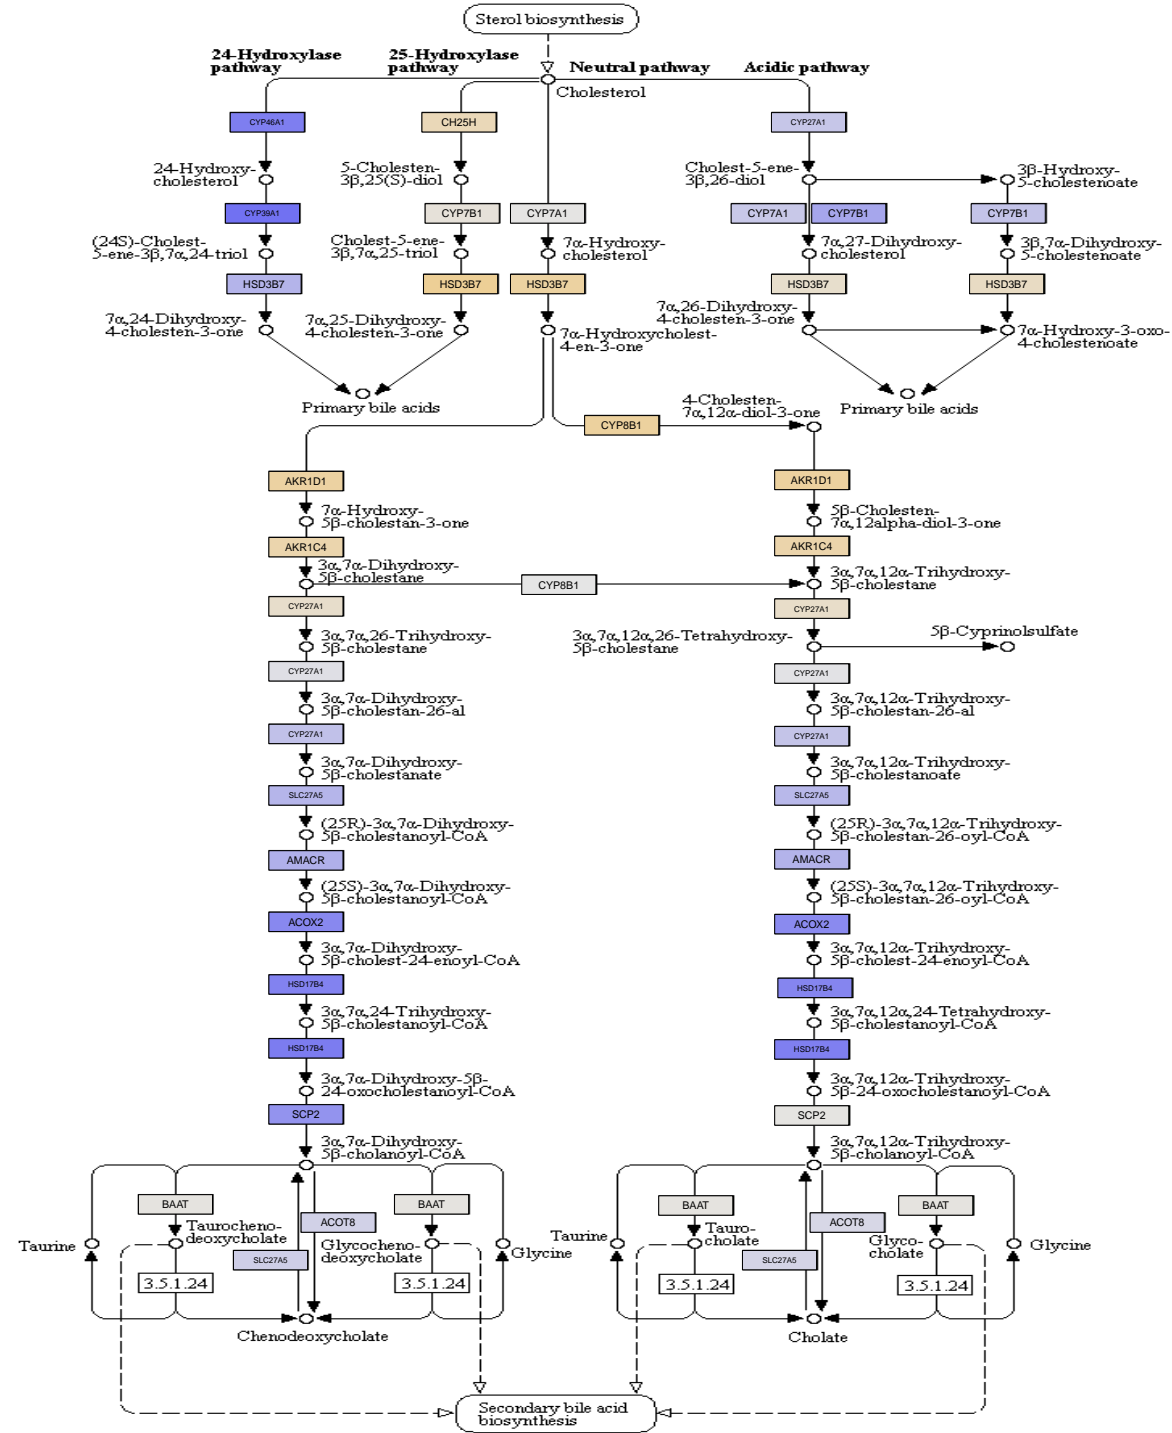 Sterol biosynthesis
24-Hydroxylase
pathway
25-Hydroxylase
pathway
Neutral pathway
Acidic pathway
Cholesterol
CYP46A1
CH25H
CYP27A1
24-Hydroxy-
cholesterol
5-Cholesten-
3β,25(S)-diol
Cholest-5-ene-
3β,26-diol
3β-Hydroxy-
5-cholestenoate
CYP39A1
CYP7B1
CYP7A1
CYP7A1
CYP7B1
CYP7B1
(24S)-Cholest-
5-ene-3β,7α,24-triol
Cholest-5-ene-
3β,7α,25-triol
7α-Hydroxy-
cholesterol
7α,27-Dihydroxy-
cholesterol
3β,7α-Dihydroxy-
5-cholestenoate
HSD3B7
HSD3B7
HSD3B7
HSD3B7
HSD3B7
7α,24-Dihydroxy-
4-cholesten-3-one
7α,25-Dihydroxy-
4-cholesten-3-one
7α-Hydroxycholest-
4-en-3-one
7α,26-Dihydroxy-
4-cholesten-3-one
7α-Hydroxy-3-oxo-
4-cholestenoate
Primary bile acids
Primary bile acids
4-Cholesten-
7α,12α-diol-3-one
CYP8B1
AKR1D1
AKR1D1
7α-Hydroxy-
5β-cholestan-3-one
5β-Cholesten-
7α,12alpha-diol-3-one
AKR1C4
AKR1C4
3α,7α-Dihydroxy-
5β-cholestane
CYP8B1
3α,7α,12α-Trihydroxy-
5β-cholestane
CYP27A1
CYP27A1
3α,7α,26-Trihydroxy-
5β-cholestane
3α,7α,12α,26-Tetrahydroxy-
5β-cholestane
5β-Cyprinolsulfate
CYP27A1
CYP27A1
3α,7α-Dihydroxy-
5β-cholestan-26-al
3α,7α,12α-Trihydroxy-
5β-cholestan-26-al
CYP27A1
CYP27A1
3α,7α-Dihydroxy-
5β-cholestanate
3α,7α,12α-Trihydroxy-
5β-cholestanoafe
SLC27A5
SLC27A5
(25R)-3α,7α-Dihydroxy-
5β-cholestanoyl-CoA
(25R)-3α,7α,12α-Trihydroxy-
5β-cholestan-26-oyl-CoA
AMACR
AMACR
(25S)-3α,7α-Dihydroxy-
5β-cholestanoyl-CoA
(25S)-3α,7α,12α-Trihydroxy-
5β-cholestan-26-oyl-CoA
ACOX2
ACOX2
3α,7α-Dihydroxy-
5β-cholest-24-enoyl-CoA
3α,7α,12α-Trihydroxy-
5β-cholest-24-enoyl-CoA
HSD17B4
HSD17B4
3α,7α,24-Trihydroxy-
5β-cholestanoyl-CoA
3α,7α,12α,24-Tetrahydroxy-
5β-cholestanoyl-CoA
HSD17B4
HSD17B4
3α,7α-Dihydroxy-5β-
24-oxocholestanoyl-CoA
3α,7α,12α-Trihydroxy-
5β-24-oxocholestanoyl-CoA
SCP2
SCP2
3α,7α-Dihydroxy-
5β-cholanoyl-CoA
3α,7α,12α-Trihydroxy-
5β-cholanoyl-CoA
BAAT
BAAT
BAAT
BAAT
Taurine
Taurocheno-
deoxycholate
ACOT8
SLC27A5
Glycocheno-
deoxycholate
Glycine
Taurine
Tauro-
cholate
ACOT8
SLC27A5
Glyco-
cholate
Glycine
3.5.1.24
3.5.1.24
3.5.1.24
3.5.1.24
Chenodeoxycholate
Cholate
Secondary bile acid
biosynthesis